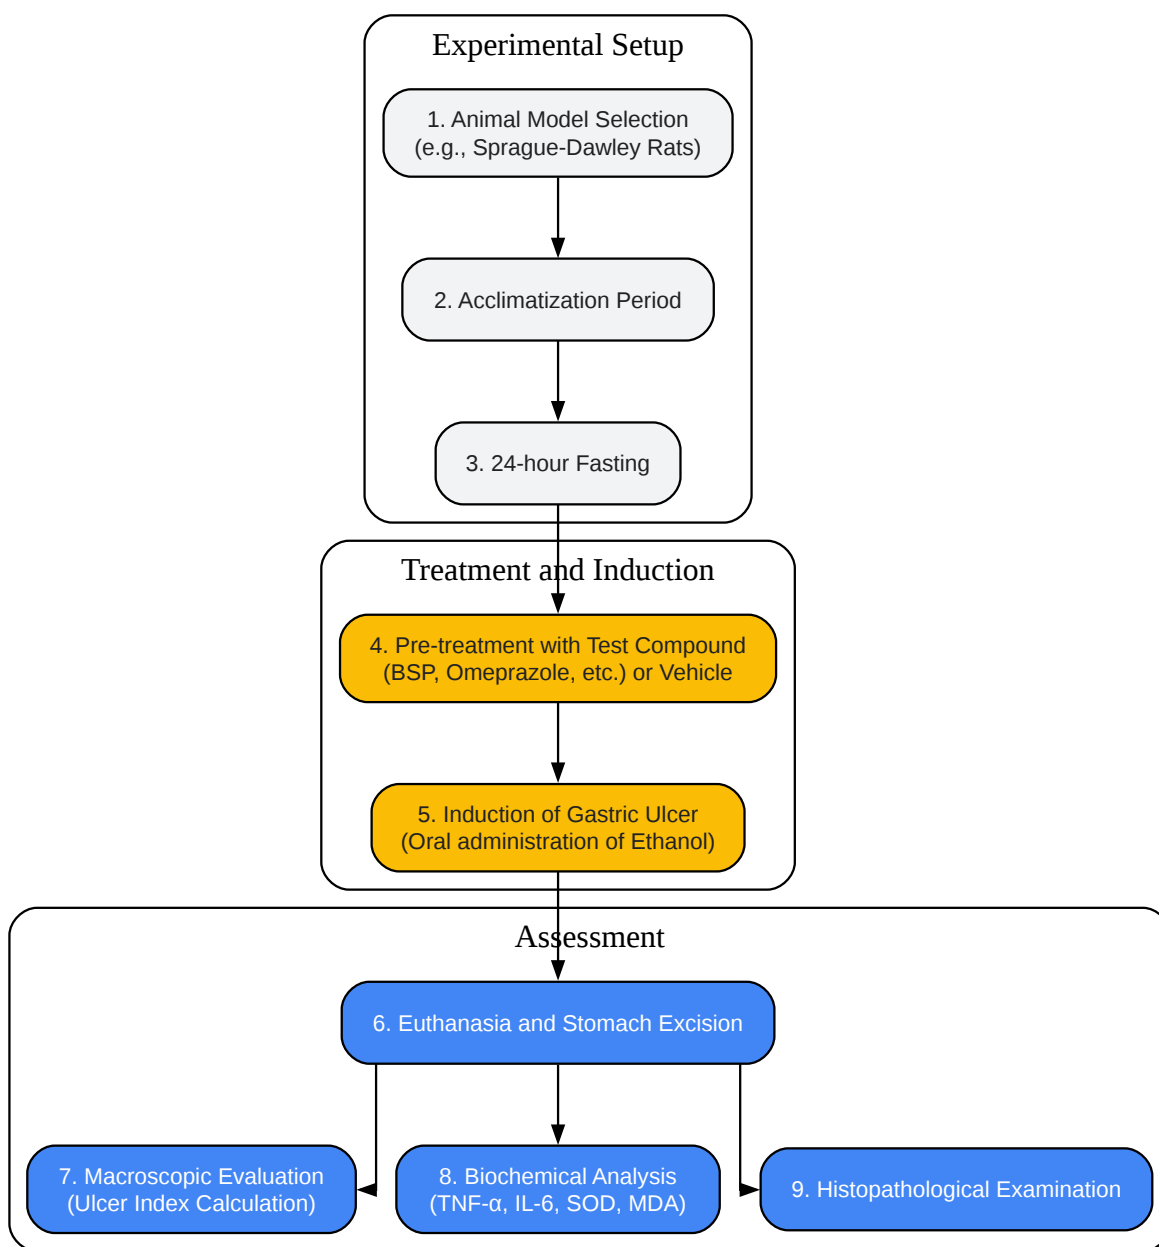 Experimental Setup
1. Animal Model Selection
(e.g., Sprague-Dawley Rats)
2. Acclimatization Period
3. 24-hour Fasting
Treatment and Induction
4. Pre-treatment with Test Compound
(BSP, Omeprazole, etc.) or Vehicle
5. Induction of Gastric Ulcer
(Oral administration of Ethanol)
Assessment
6. Euthanasia and Stomach Excision
7. Macroscopic Evaluation
(Ulcer Index Calculation)
8. Biochemical Analysis
(TNF-α, IL-6, SOD, MDA)
9. Histopathological Examination